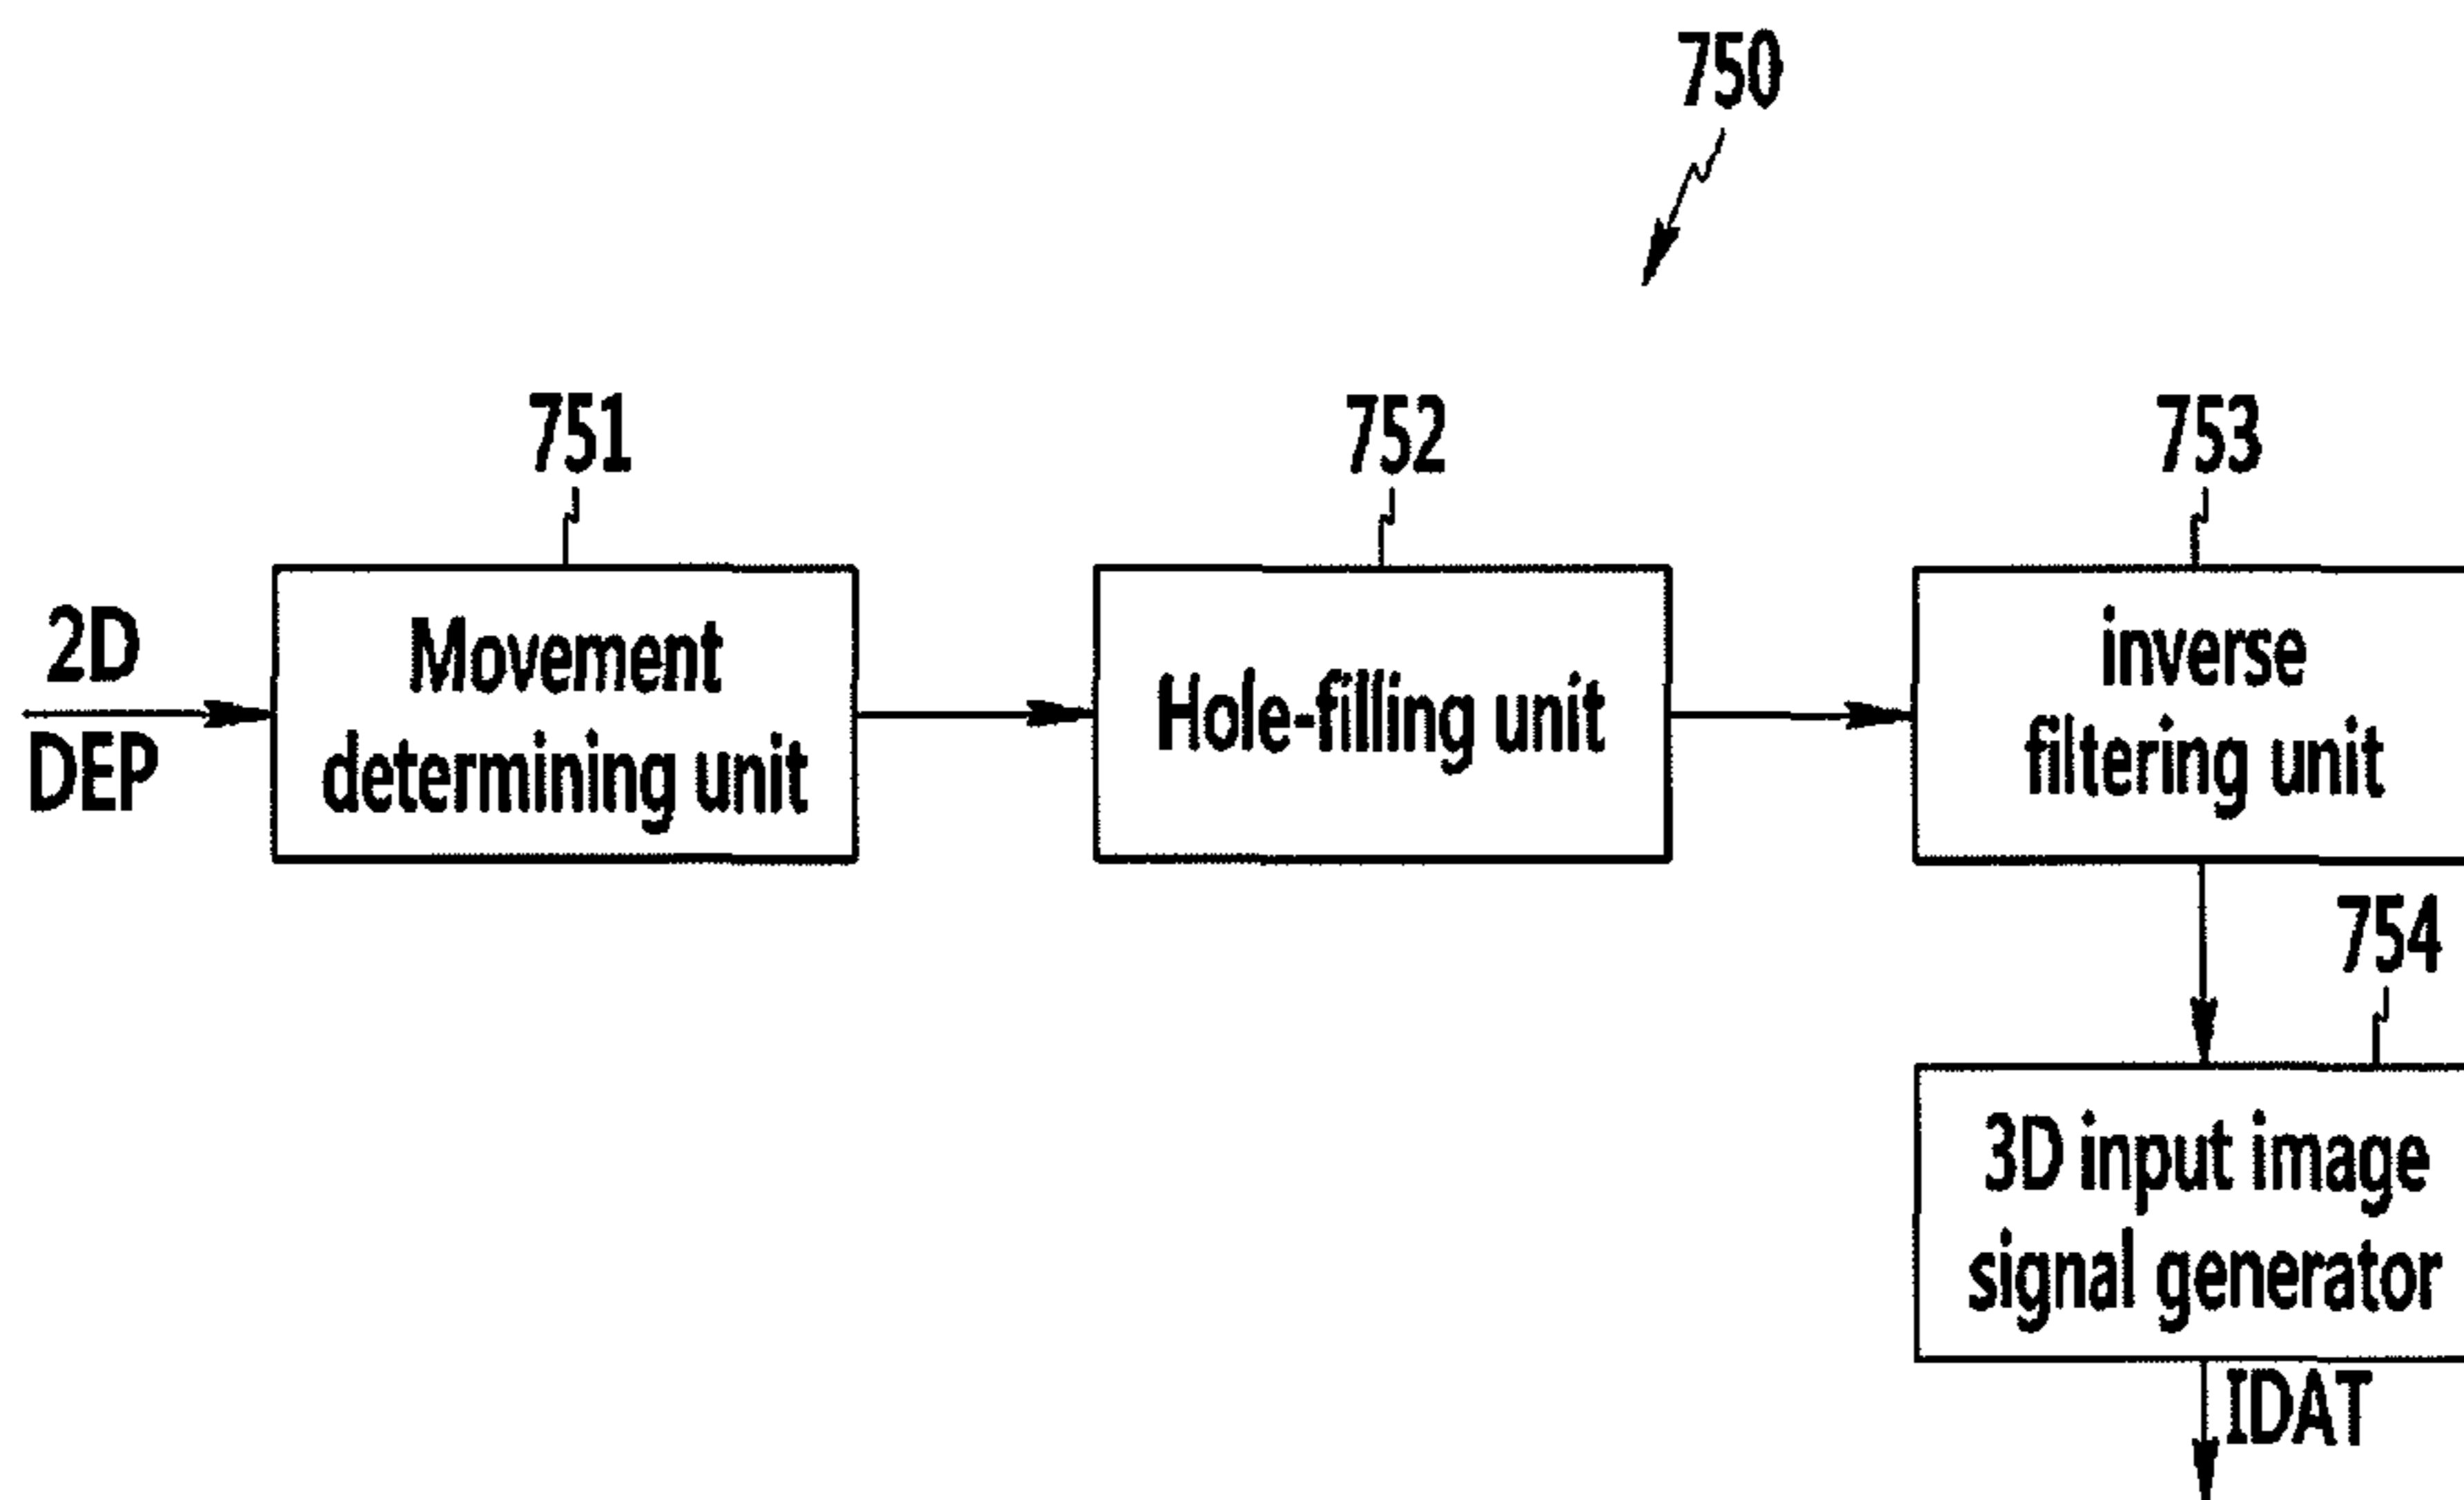 750
751
752
753
2D
DEP
Movement
determining unit
Hole-filling unit
inverse
filtering unit
754
3D input image
signal generator
IDAT